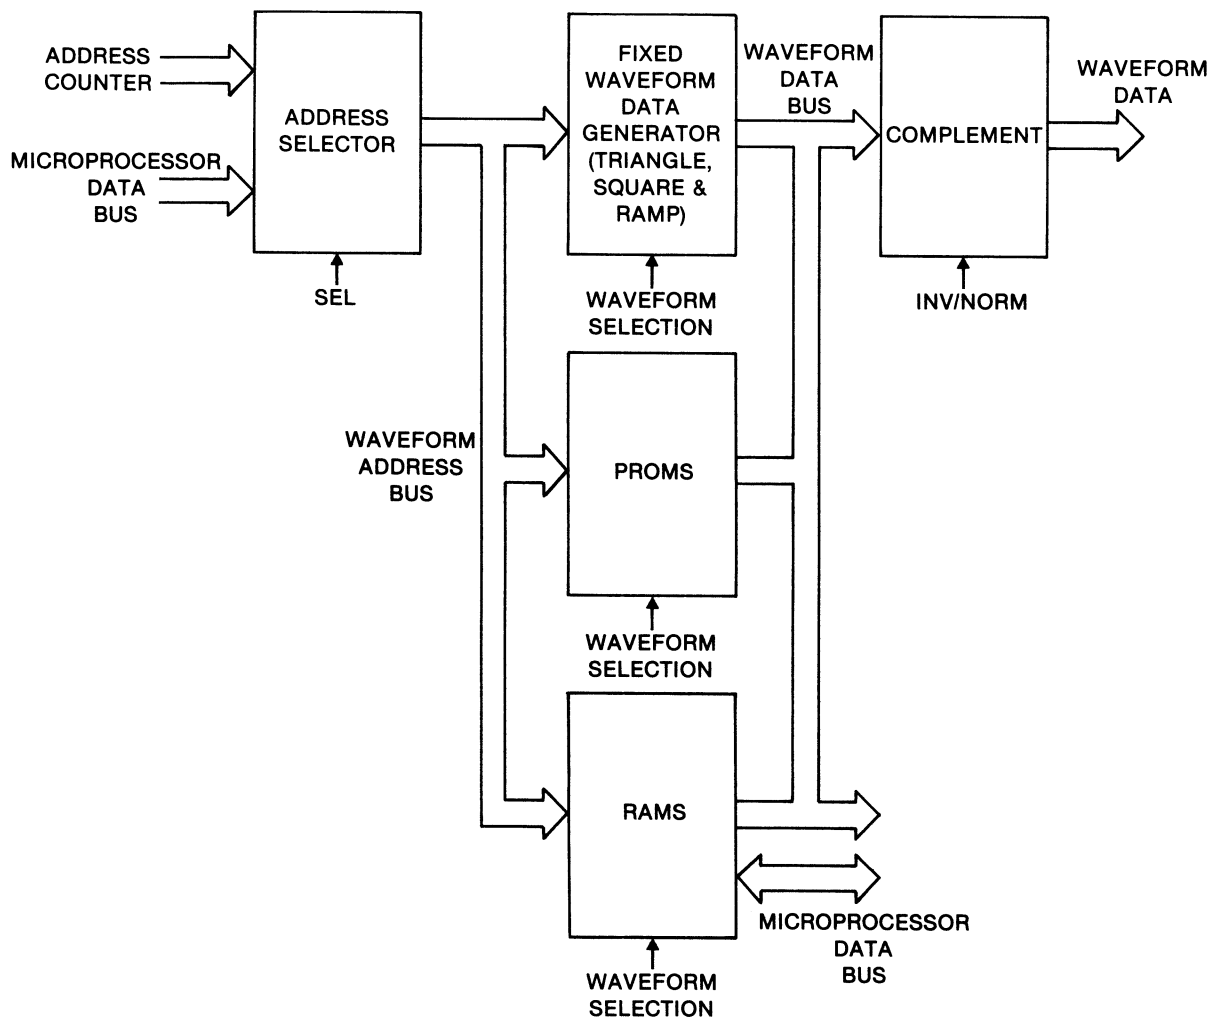 ADDRESS
COUNTER
MICROPROCESSOR
DATA
BUS
ADDRESS
SELECTOR
SEL
FIXED
WAVEFORM
DATA
GENERATOR
(TRIANGLE,
SQUARE &
RAMP)
WAVEFORM
SELECTION
WAVEFORM
DATA
BUS
COMPLEMENT
INV/NORM
WAVEFORM
DATA
WAVEFORM
ADDRESS
BUS
PROMS
WAVEFORM
SELECTION
RAMS
WAVEFORM
SELECTION
MICROPROCESSOR
DATA
BUS